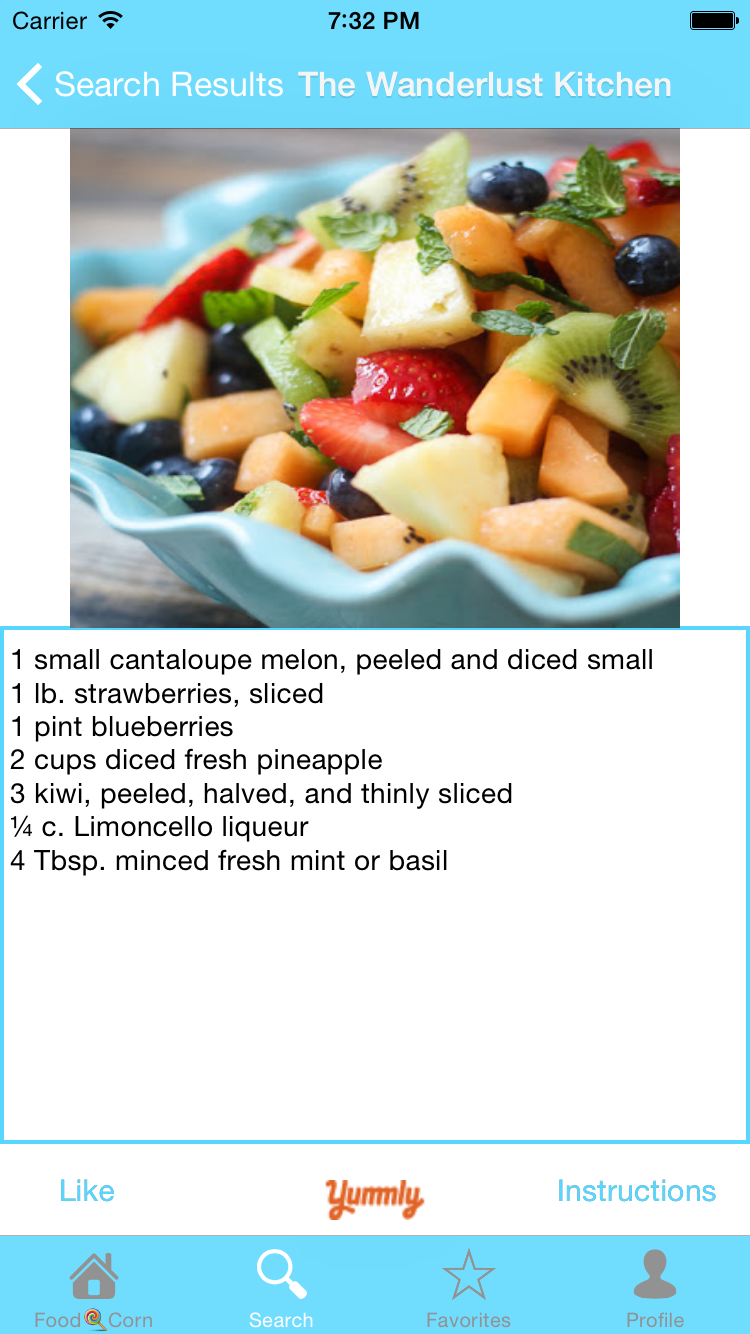 Carrier 7:32 PM
Search Results The Wanderlust Kitchen
1 small cantaloupe melon, peeled and diced small
1 lb. strawberries, sliced
1 pint blueberries
2 cups diced fresh pineapple
3 kiwi, peeled, halved, and thinly sliced
¼ c. Limoncello liqueur
4 Tbsp. minced fresh mint or basil
Like Yummly Instructions
Food Corn Search Favorites Profile